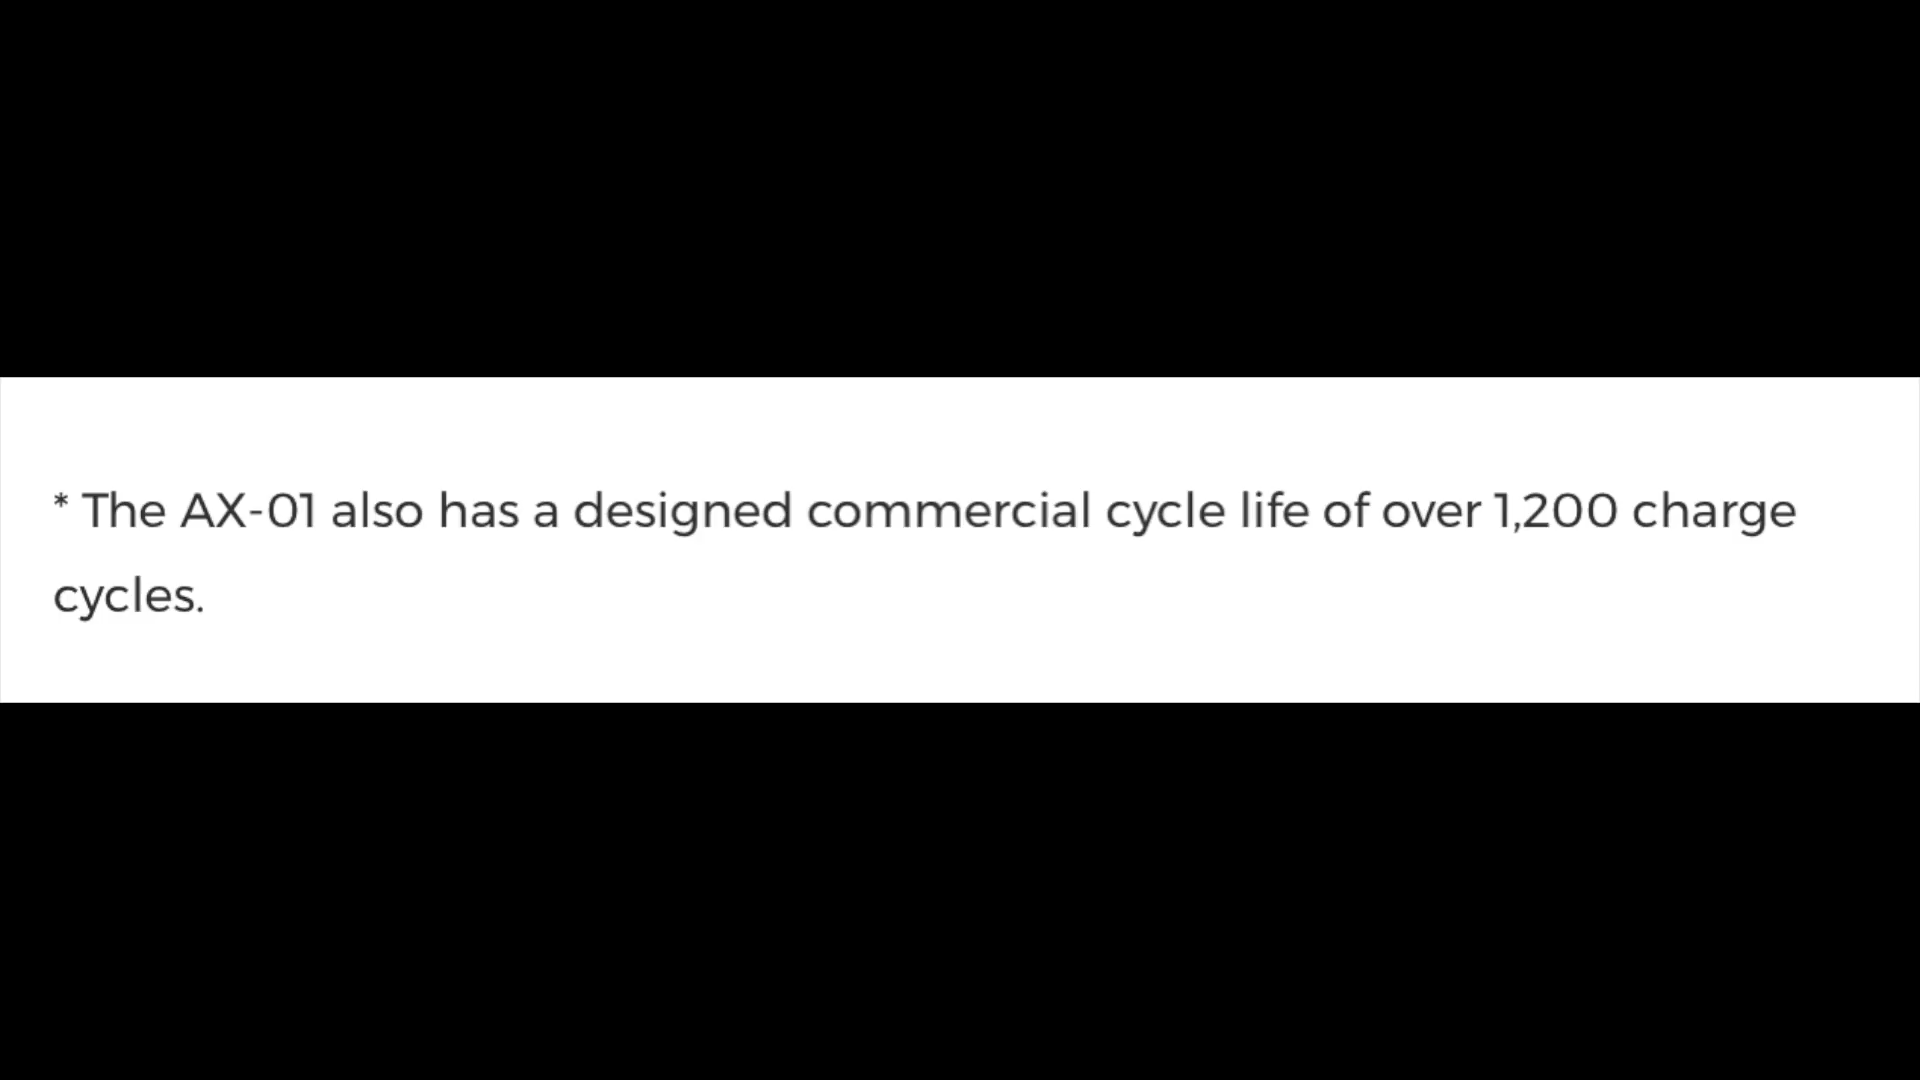 * The AX-01 also has a designed commercial cycle life of over 1,200 charge
cycles.